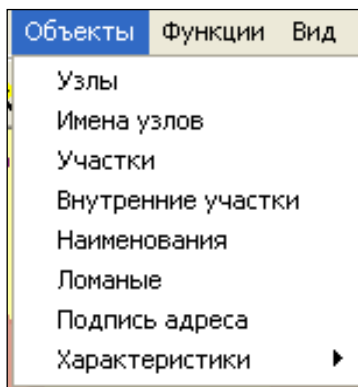 Объекты Функции Вид
Узлы
Имена узлов
Участки
Внутренние участки
Наименования
Ломаные
Подпись адреса
Характеристики